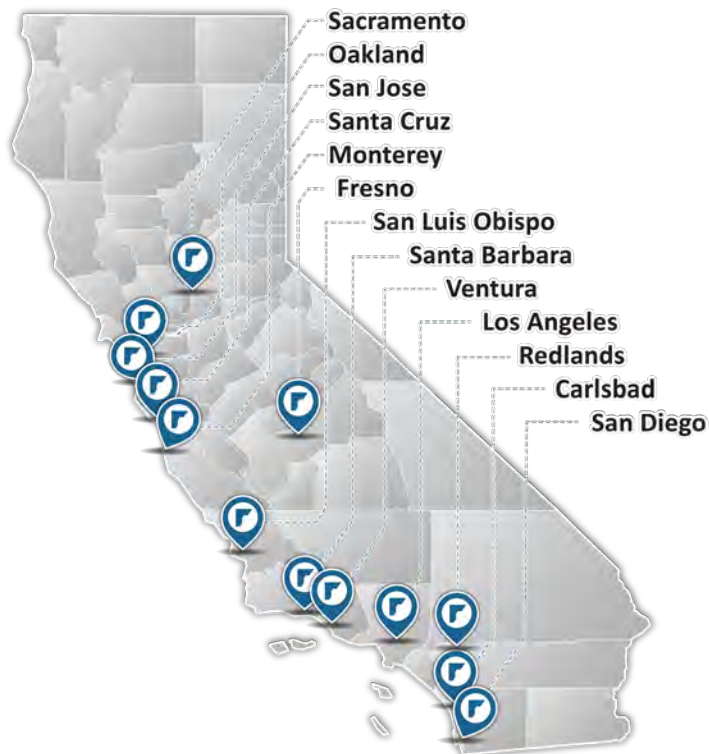 Sacramento
Oakland
San Jose
Santa Cruz
Monterey
Fresno
San Luis Obispo
Santa Barbara
Ventura
Los Angeles
Redlands
Carlsbad
San Diego